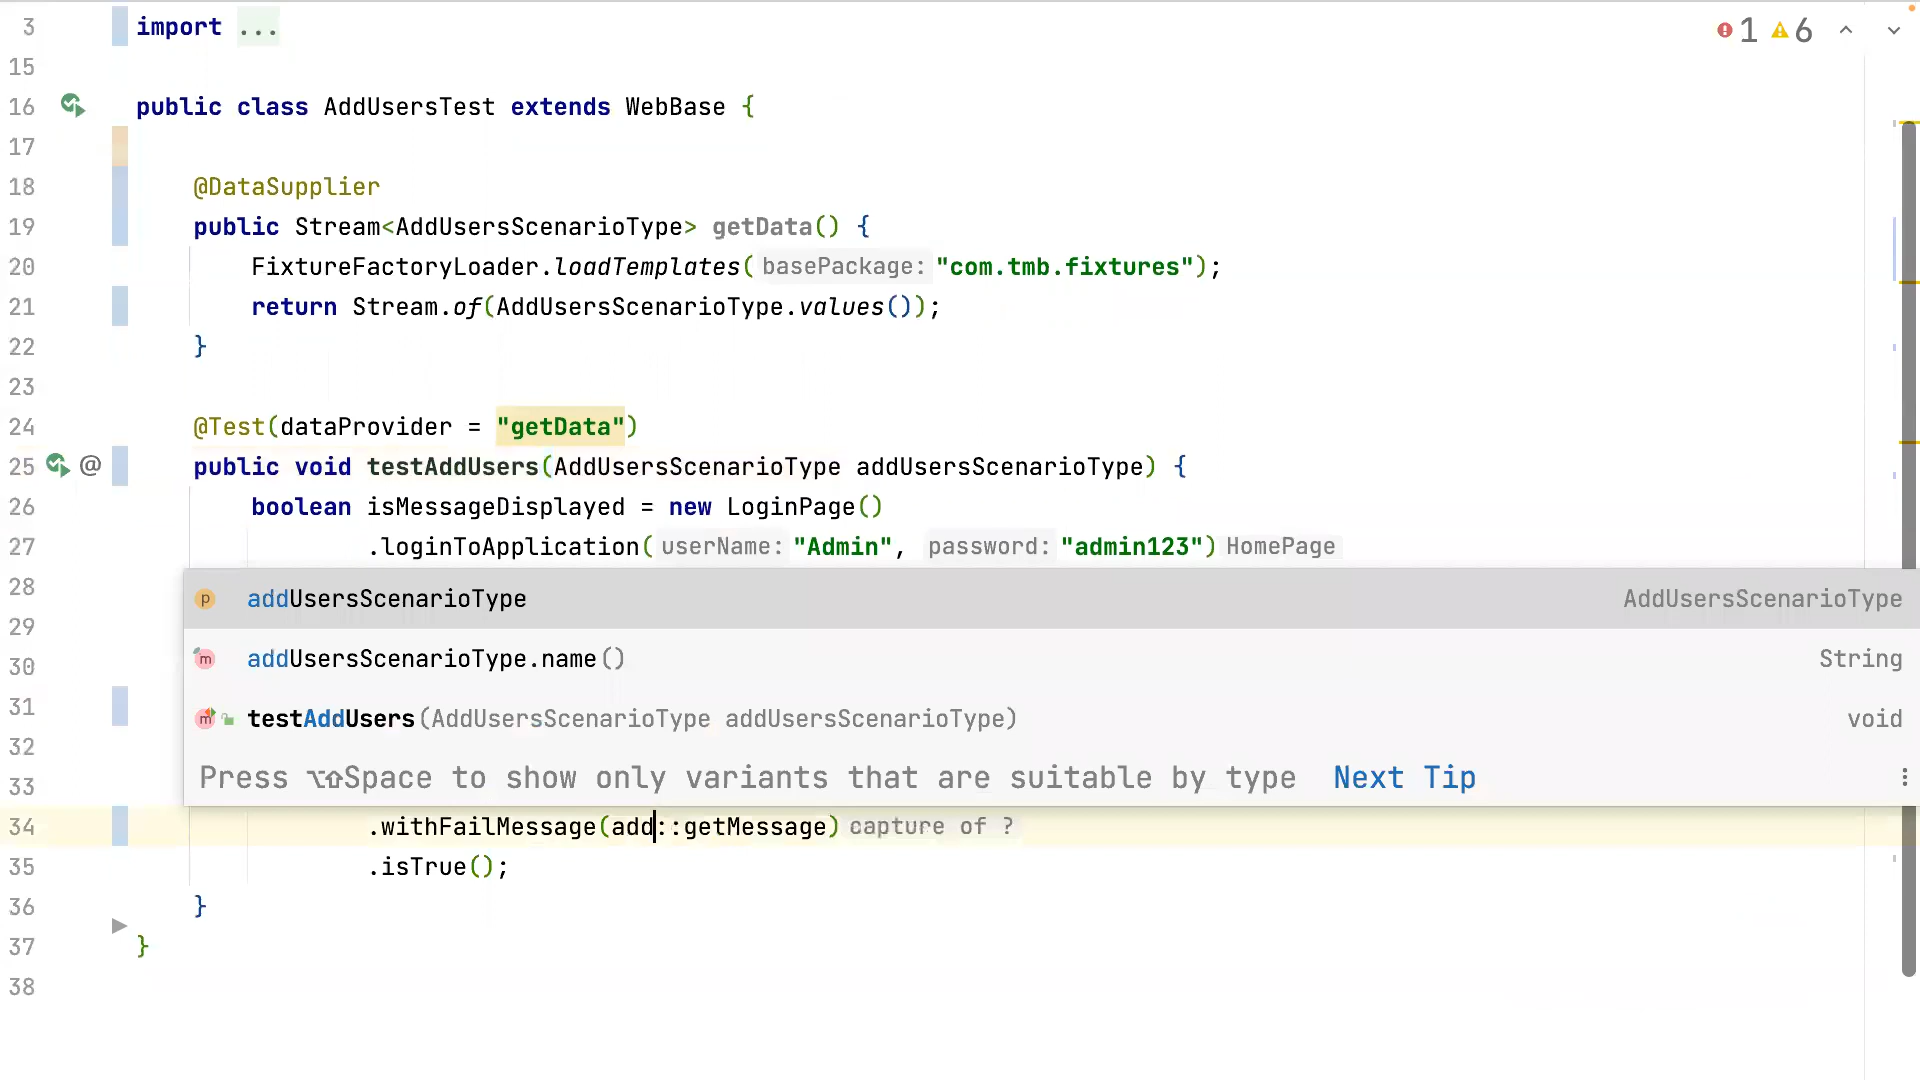 3 import ...
1 6
15
16 public class AddUsersTest extends WebBase {
17
18 @DataSupplier
19 public Stream<AddUsersScenarioType> getData() {
20 FixtureFactoryLoader.loadTemplates( basePackage: "com.tmb.fixtures");
21 return Stream.of(AddUsersScenarioType.values());
22 }
23
24 @Test(dataProvider = "getData")
25 @ public void testAddUsers(AddUsersScenarioType addUsersScenarioType) {
26 boolean isMessageDisplayed = new LoginPage()
27 .loginToApplication( userName: "Admin", password: "admin123") HomePage
28 p addUsersScenarioType AddUsersScenarioType
29
30 m addUsersScenarioType.name() String
31 m testAddUsers(AddUsersScenarioType addUsersScenarioType) void
32
33 Press ⌥⇧Space to show only variants that are suitable by type Next Tip
34 .withFailMessage(add::getMessage) capture of ?
35 .isTrue();
36 }
37 }
38